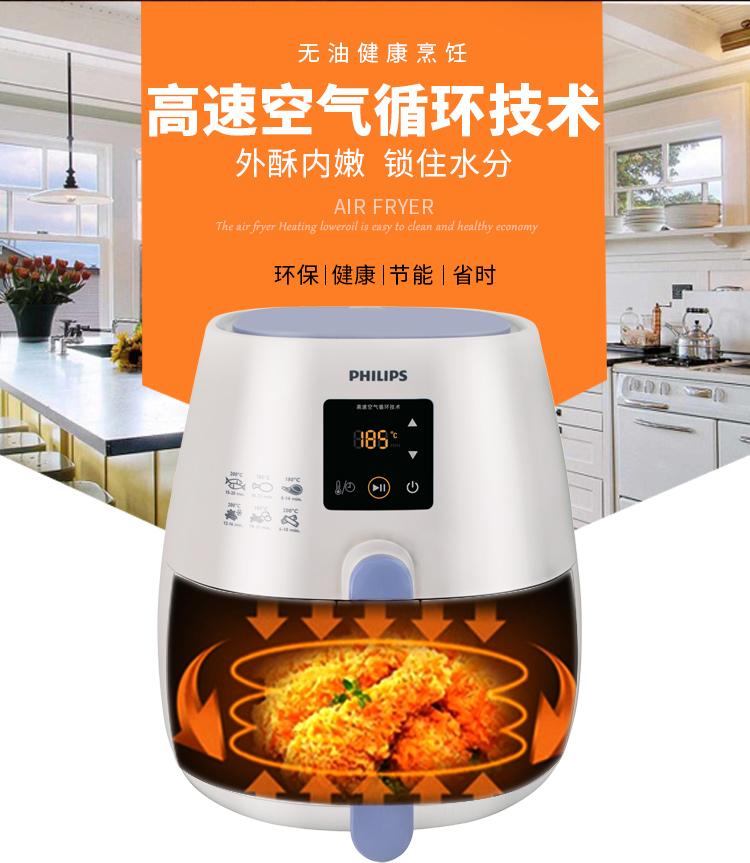 无油健康烹饪
高速空气循环技术
外酥内嫩 锁住水分
AIR FRYER
The air fryer Heating loweroil is easy to clean and healthy economy
环保|健康|节能|省时
PHILIPS
高速空气循环技术
185°C
200°C
180°C